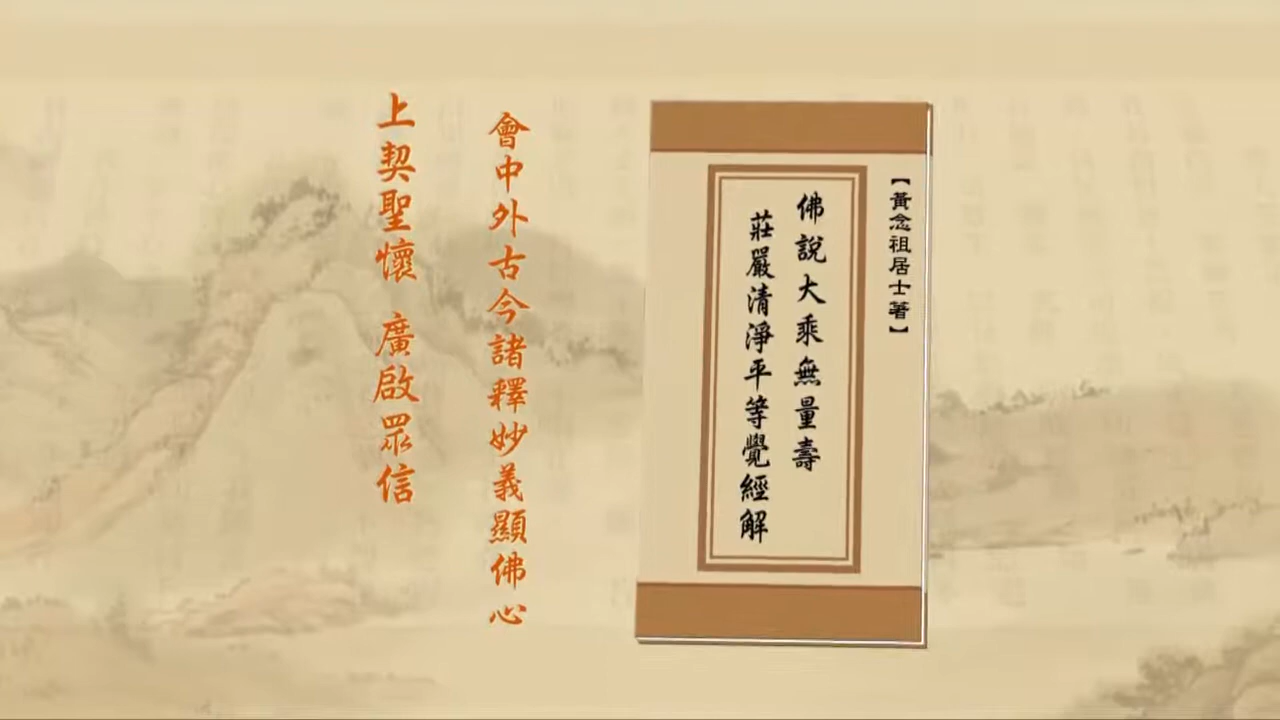 【黃念祖居士著】
佛說大乘無量壽
莊嚴清淨平等覺經解
會中外古今諸釋妙義顯佛心
上契聖懷 廣啟眾信